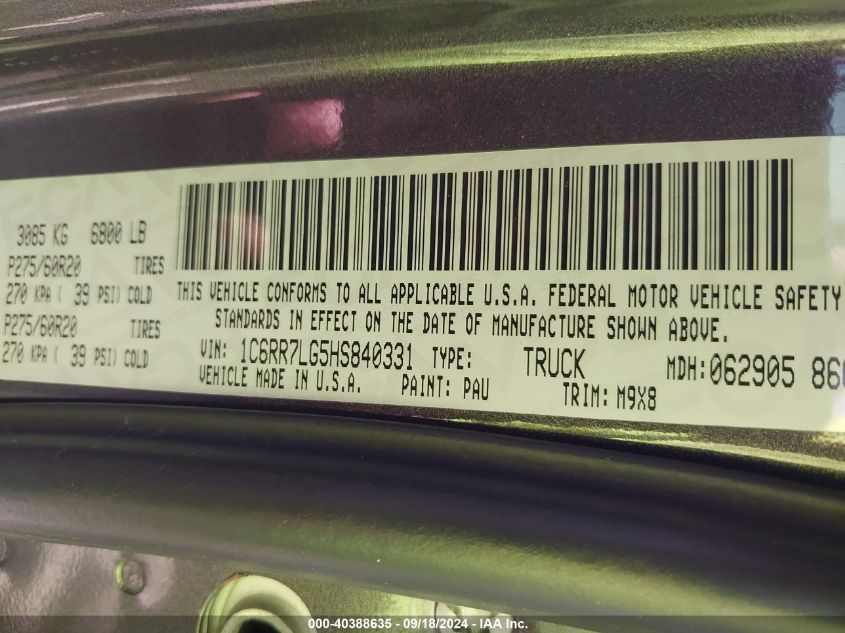 3085 KG 6800 LB
P275/60R20 TIRES
270 KPA ( 39 PSI) COLD
P275/60R20 TIRES
270 KPA ( 39 PSI) COLD
THIS VEHICLE CONFORMS TO ALL APPLICABLE U.S.A. FEDERAL MOTOR VEHICLE SAFETY
STANDARDS IN EFFECT ON THE DATE OF MANUFACTURE SHOWN ABOVE.
VIN: 1C6RR7LG5HS840331 TYPE: TRUCK MDH: 062905
VEHICLE MADE IN U.S.A. PAINT: PAU TRIM: M9X8
000-40388635 - 09/18/2024 - IAA Inc.